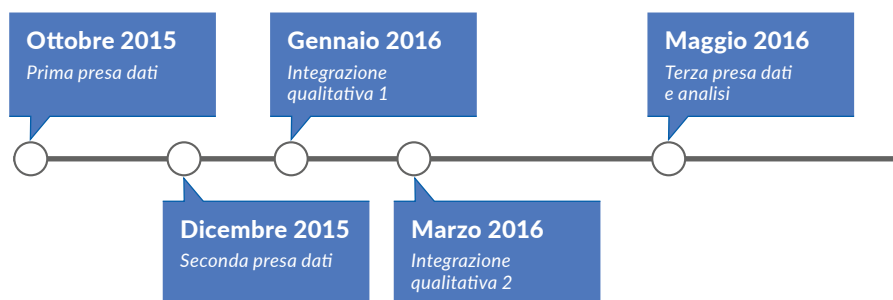 Ottobre 2015
Prima presa dati
Gennaio 2016
Integrazione
qualitativa 1
Maggio 2016
Terza presa dati
e analisi
Dicembre 2015
Seconda presa dati
Marzo 2016
Integrazione
qualitativa 2